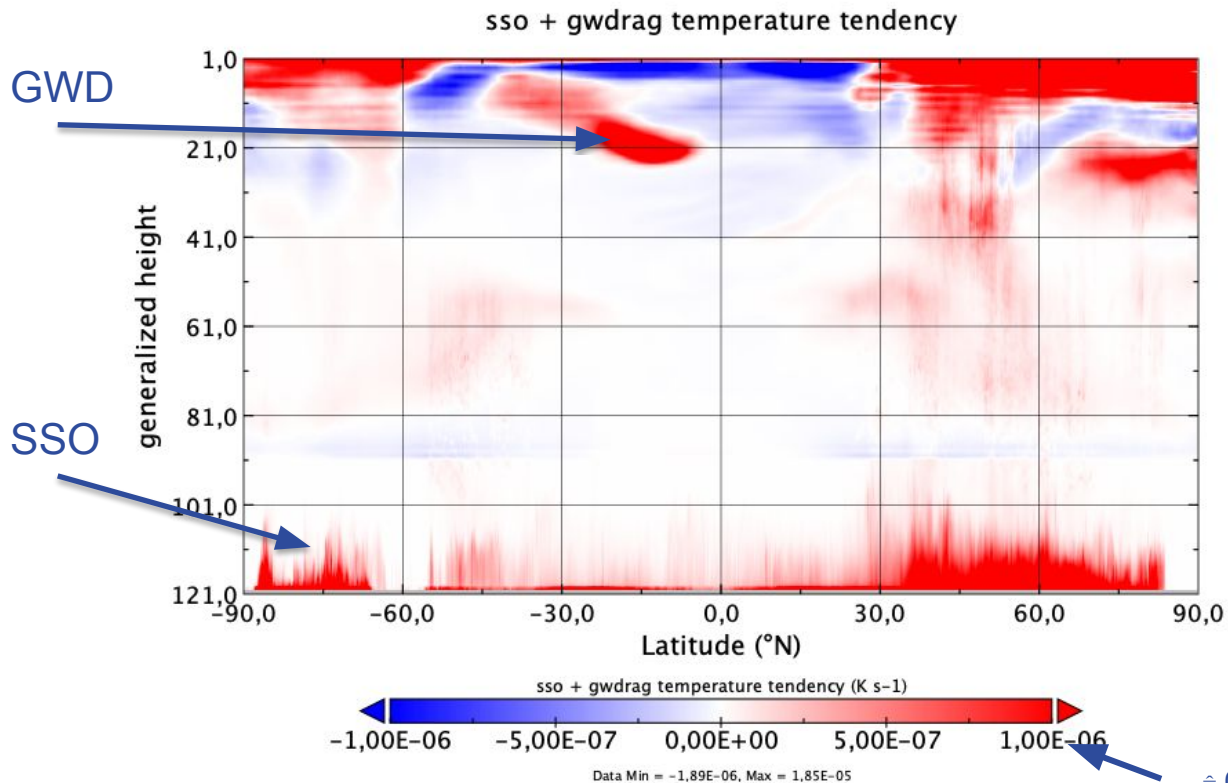 sso + gwdrag temperature tendency
GWD
SSO
generalized height
1,0
21,0
41,0
61,0
81,0
101,0
121,0
-90,0 -60,0 -30,0 0,0 30,0 60,0 90,0
Latitude (°N)
sso + gwdrag temperature tendency (K s-1)
-1,00E-06 -5,00E-07 0,00E+00 5,00E-07 1,00E-06
Data Min = -1,89E-06, Max = 1,85E-05